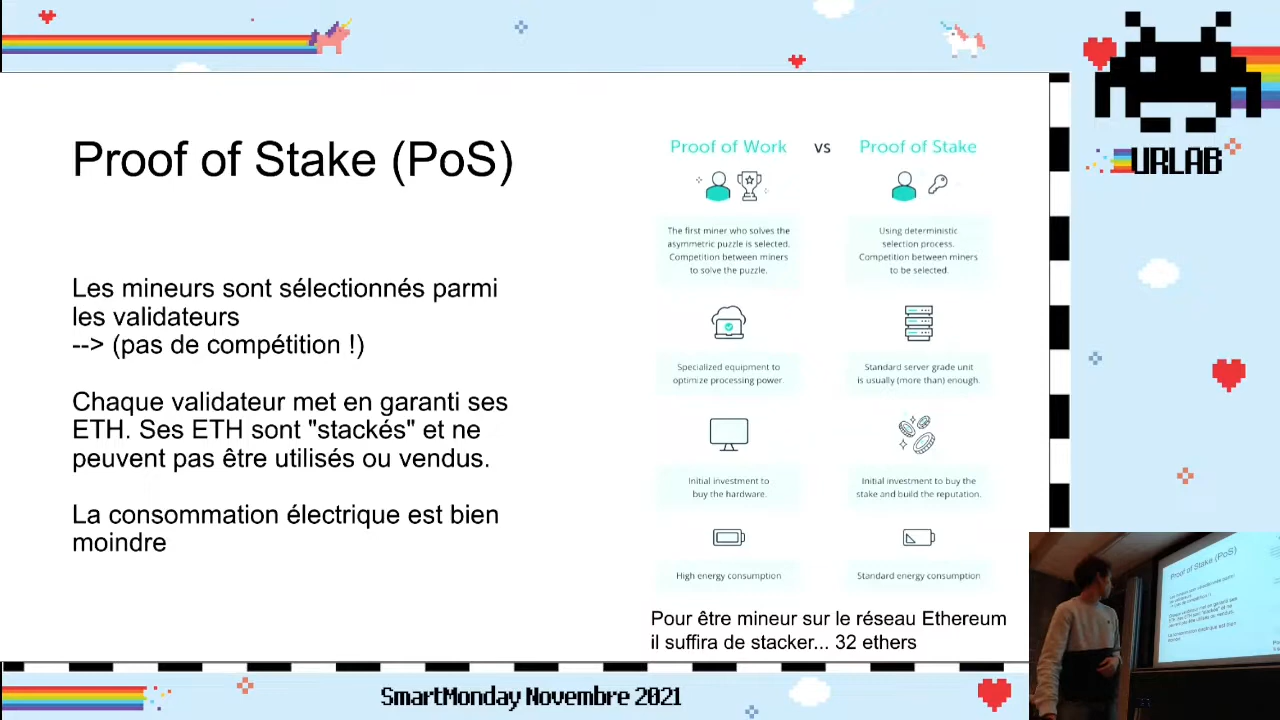 Proof of Stake (PoS)
Les mineurs sont sélectionnés parmi
les validateurs
--> (pas de compétition !)
Chaque validateur met en garanti ses
ETH. Ses ETH sont "stackés" et ne
peuvent pas être utilisés ou vendus.
La consommation électrique est bien
moindre
Proof of Work vs Proof of Stake
The first miner who solves the
asymmetric puzzle is selected.
Competition between miners
to solve the puzzle.
Using deterministic
selection process.
Competition between miners
to be selected.
Specialized equipment to
optimize processing power.
Standard server grade unit
is usually (more than) enough.
Initial investment to
buy the hardware.
Initial investment to buy the
stake and build the reputation.
High energy consumption
Standard energy consumption
Pour être mineur sur le réseau Ethereum
il suffira de stacker... 32 ethers
URLAB
SmartMonday Novembre 2021
Proof of Stake (PoS)